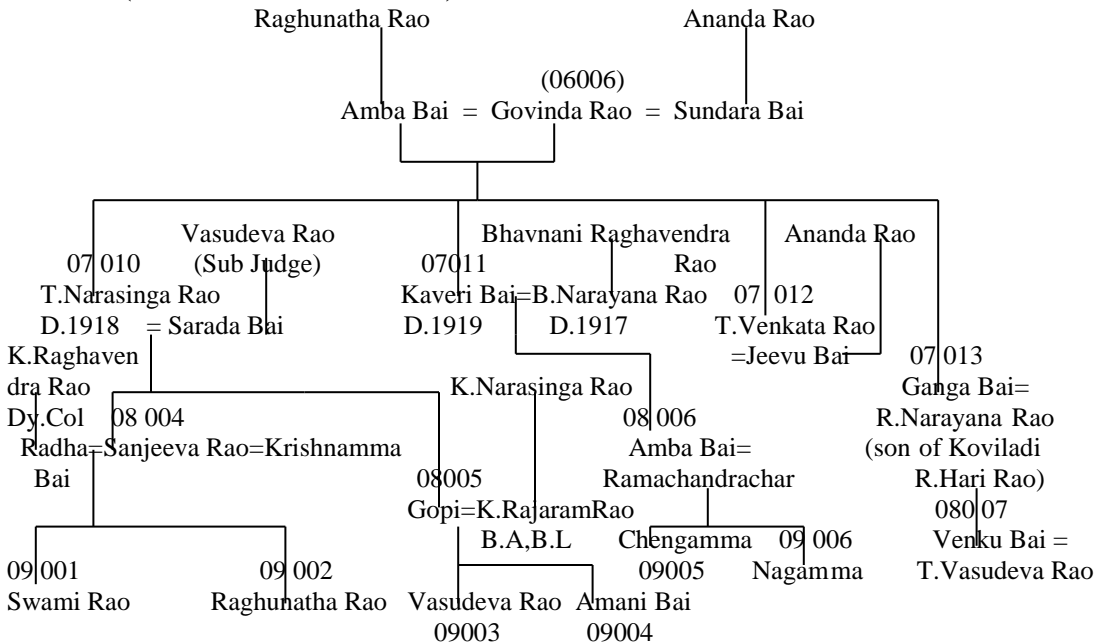 Raghunatha Rao Ananda Rao
(06006)
Amba Bai = Govinda Rao = Sundara Bai
Vasudeva Rao Bhavnani Raghavendra Ananda Rao
07 010 (Sub Judge) 07011 Rao
T.Narasinga Rao Kaveri Bai=B.Narayana Rao 07 012
D.1918 = Sarada Bai D.1919 D.1917 T.Venkata Rao
K.Raghaven =Jeevu Bai 07 013
dra Rao K.Narasinga Rao Ganga Bai=
Dy.Col 08 004 08 006 R.Narayana Rao
Radha=Sanjeeva Rao=Krishnamma Amba Bai= (son of Koviladi
Bai 08005 Ramachandrachar R.Hari Rao)
Gopi=K.RajaramRao 080 07
B.A,B.L Chengamma 09 006 Venku Bai =
09 001 09 002 09005 Nagamma T.Vasudeva Rao
Swami Rao Raghunatha Rao Vasudeva Rao Amani Bai
09003 09004